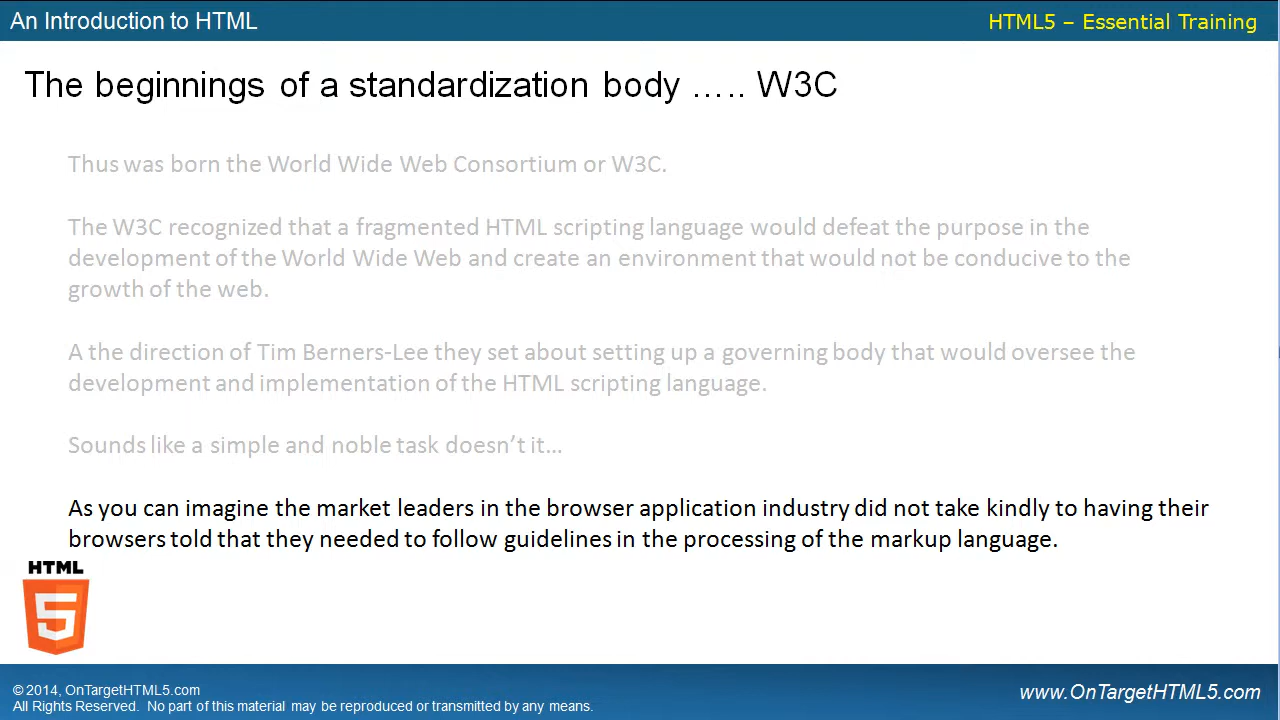 An Introduction to HTML
HTML5 – Essential Training
The beginnings of a standardization body ….. W3C
Thus was born the World Wide Web Consortium or W3C.
The W3C recognized that a fragmented HTML scripting language would defeat the purpose in the
development of the World Wide Web and create an environment that would not be conducive to the
growth of the web.
A the direction of Tim Berners-Lee they set about setting up a governing body that would oversee the
development and implementation of the HTML scripting language.
Sounds like a simple and noble task doesn’t it…
As you can imagine the market leaders in the browser application industry did not take kindly to having their
browsers told that they needed to follow guidelines in the processing of the markup language.
HTML
5
© 2014, OnTargetHTML5.com
All Rights Reserved. No part of this material may be reproduced or transmitted by any means.
www.OnTargetHTML5.com